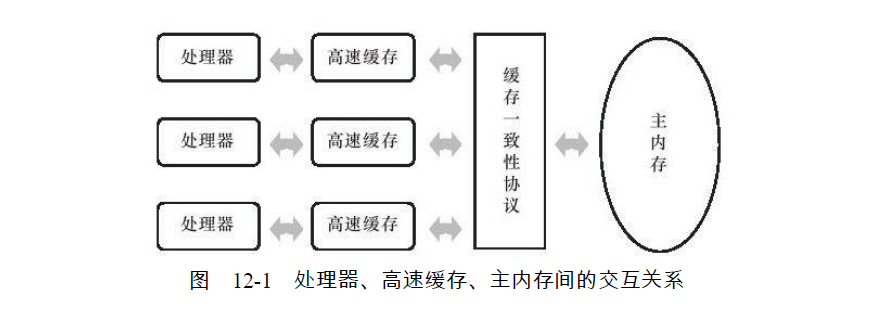 处理器 高速缓存
处理器 高速缓存
处理器 高速缓存
缓存一致性协议
主内存
图 12-1 处理器、高速缓存、主内存间的交互关系